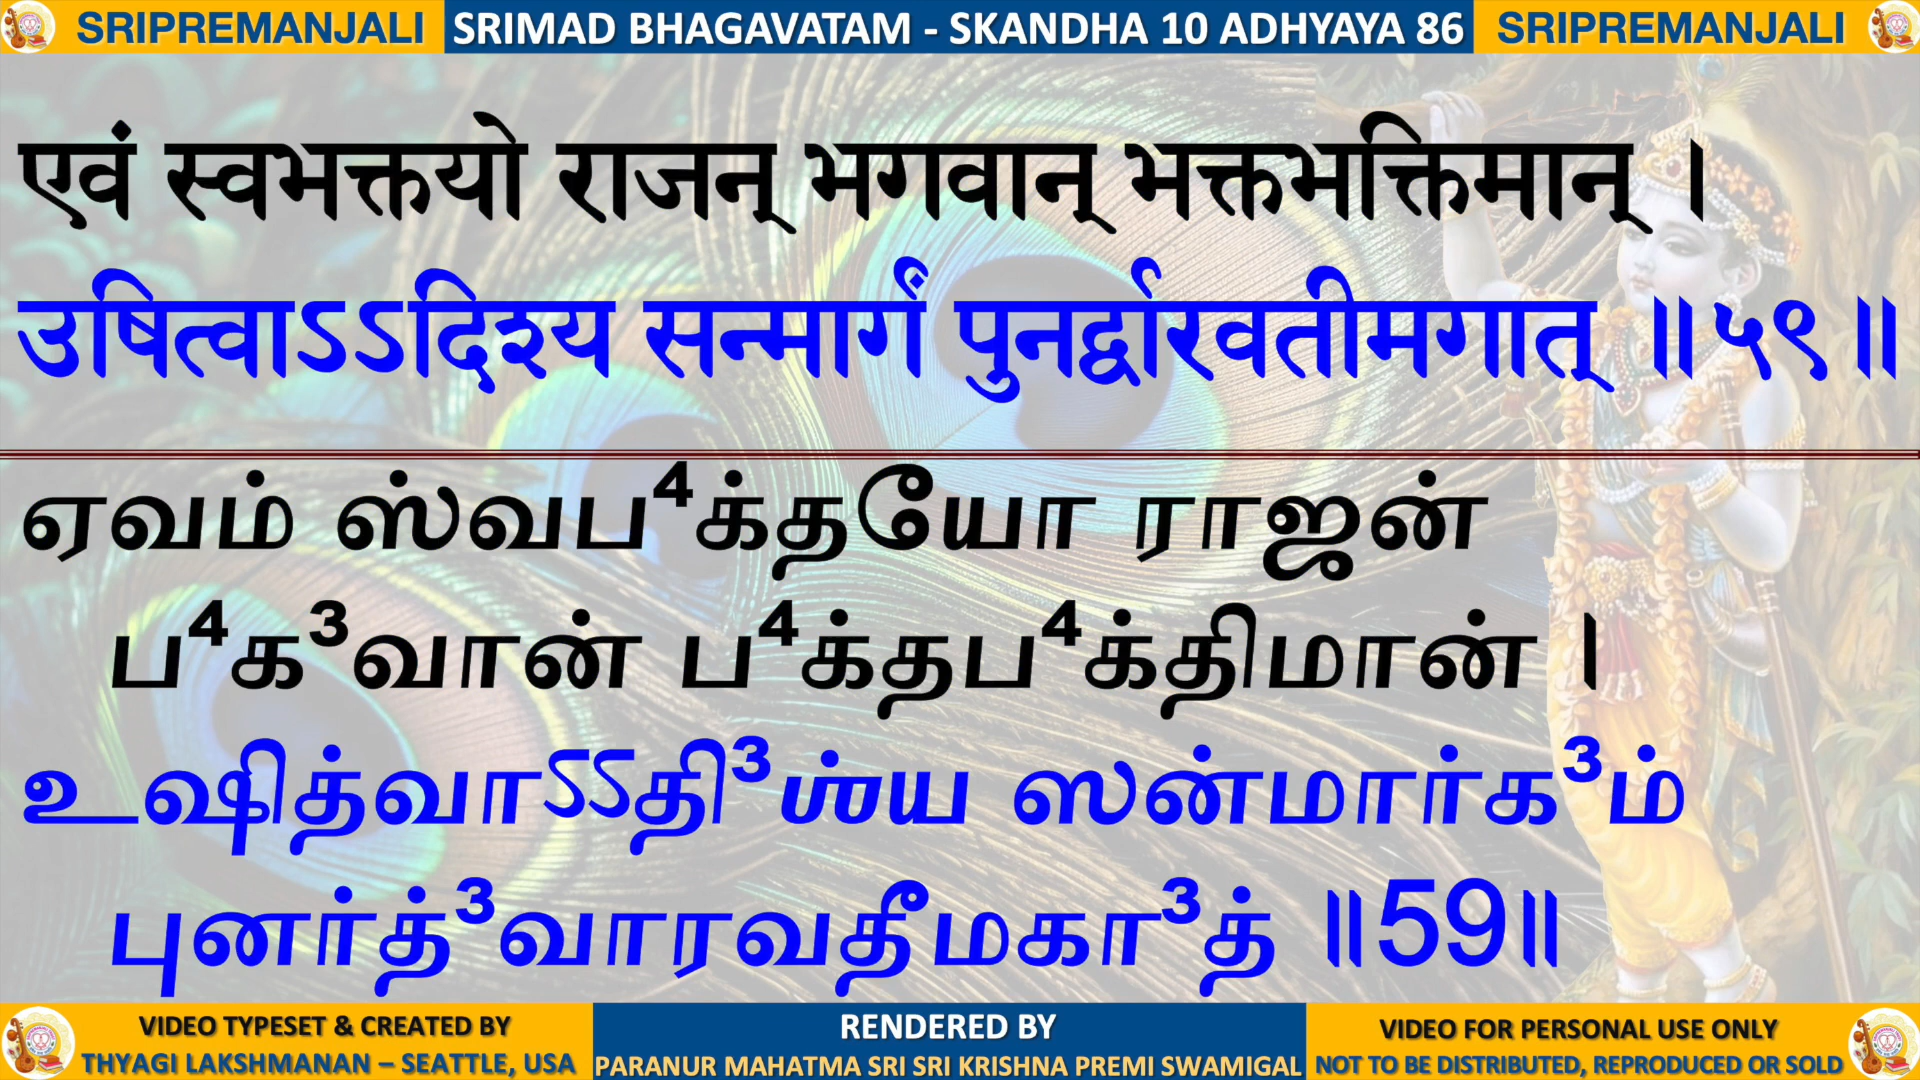 SRIPREMANJALI SRIMAD BHAGAVATAM - SKANDHA 10 ADHYAYA 86 SRIPREMANJALI
एवं स्वभक्तयो राजन् भगवान् भक्तभक्तिमान् ।
उषित्वाऽऽदिश्य सन्मार्गं पुनर्द्वारवतीमगात् ॥५९॥
ஏவம் ஸ்வப⁴க்தயோ ராஜன்
ப⁴க³வான் ப⁴க்தப⁴க்திமான் ।
உஷித்வாऽऽதி³ஶ்ய ஸன்மார்க³ம்
புனர்த்³வாரவதீமகா³த் ॥59॥
VIDEO TYPESET & CREATED BY
THYAGI LAKSHMANAN – SEATTLE, USA
RENDERED BY
PARANUR MAHATMA SRI SRI KRISHNA PREMI SWAMIGAL
VIDEO FOR PERSONAL USE ONLY
NOT TO BE DISTRIBUTED, REPRODUCED OR SOLD